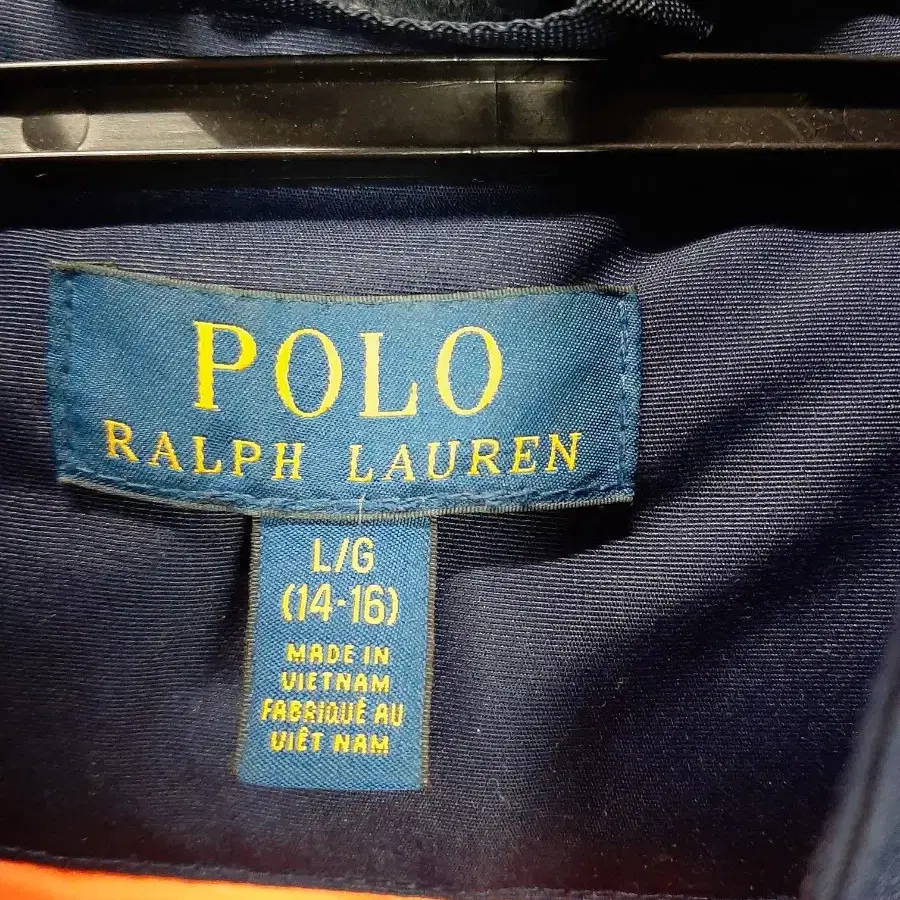 POLO
RALPH LAUREN
L/G
(14-16)
MADE IN
VIETNAM
FABRIQUÉ AU
VIÊT NAM